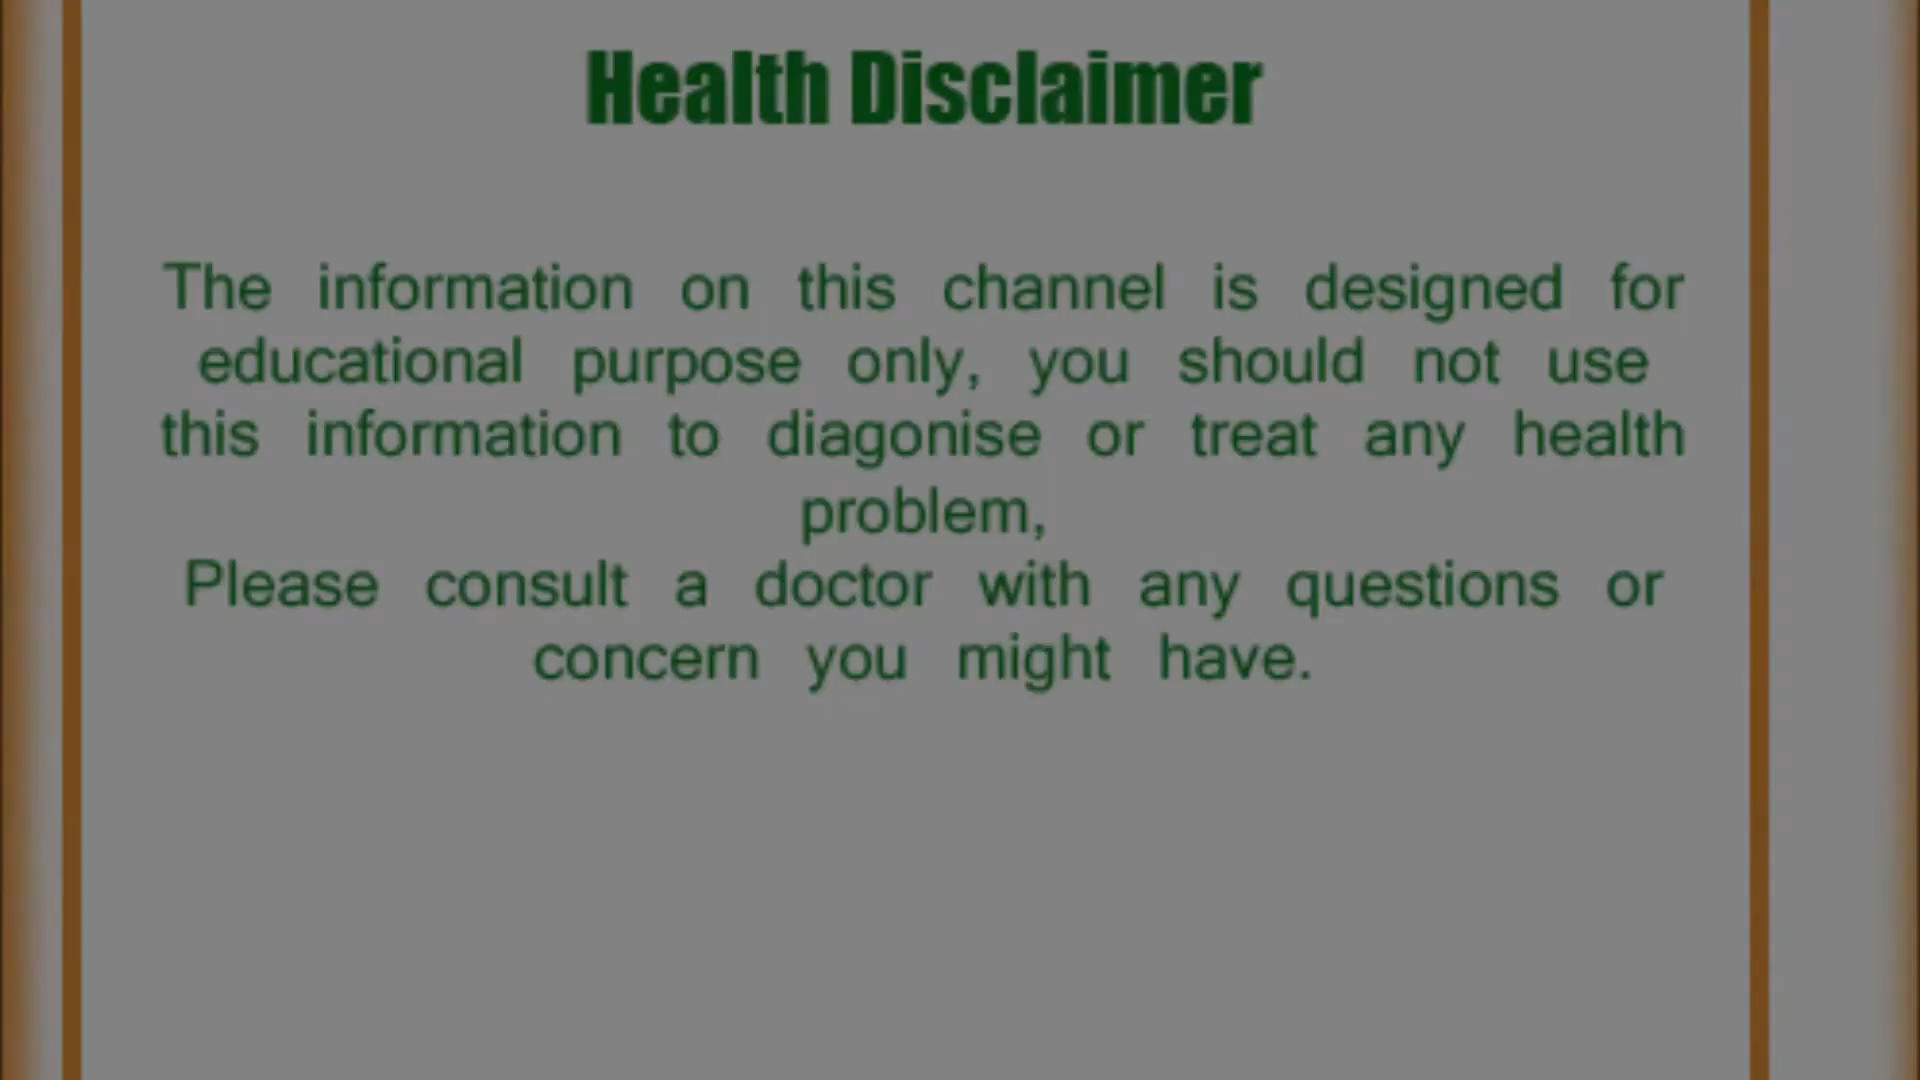 Health Disclaimer
The information on this channel is designed for
educational purpose only, you should not use
this information to diagonise or treat any health
problem,
Please consult a doctor with any questions or
concern you might have.